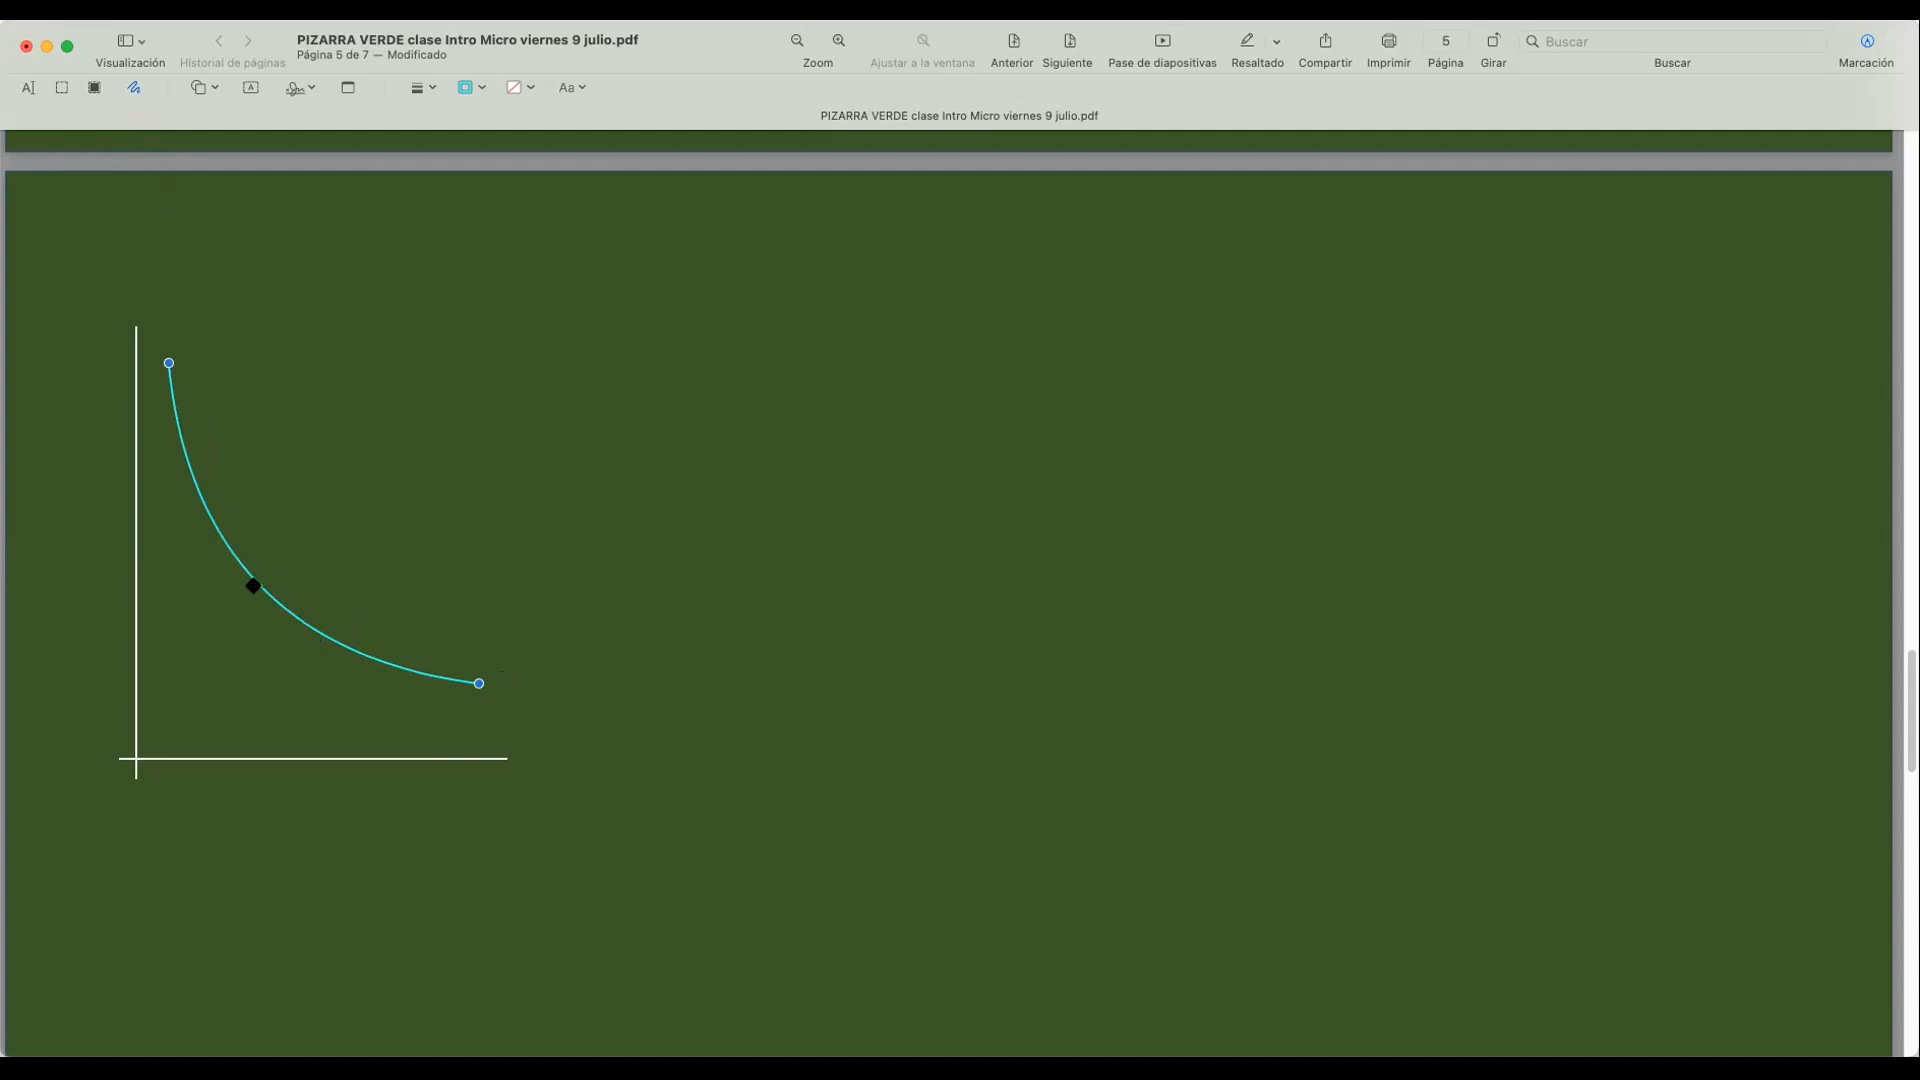 PIZARRA VERDE clase Intro Micro viernes 9 julio.pdf
Página 5 de 7 — Modificado
Visualización
Historial de páginas
Zoom
Ajustar a la ventana
Anterior
Siguiente
Pase de diapositivas
Resaltado
Compartir
Imprimir
5
Página
Girar
Buscar
Buscar
Marcación
A
A
Aa
PIZARRA VERDE clase Intro Micro viernes 9 julio.pdf